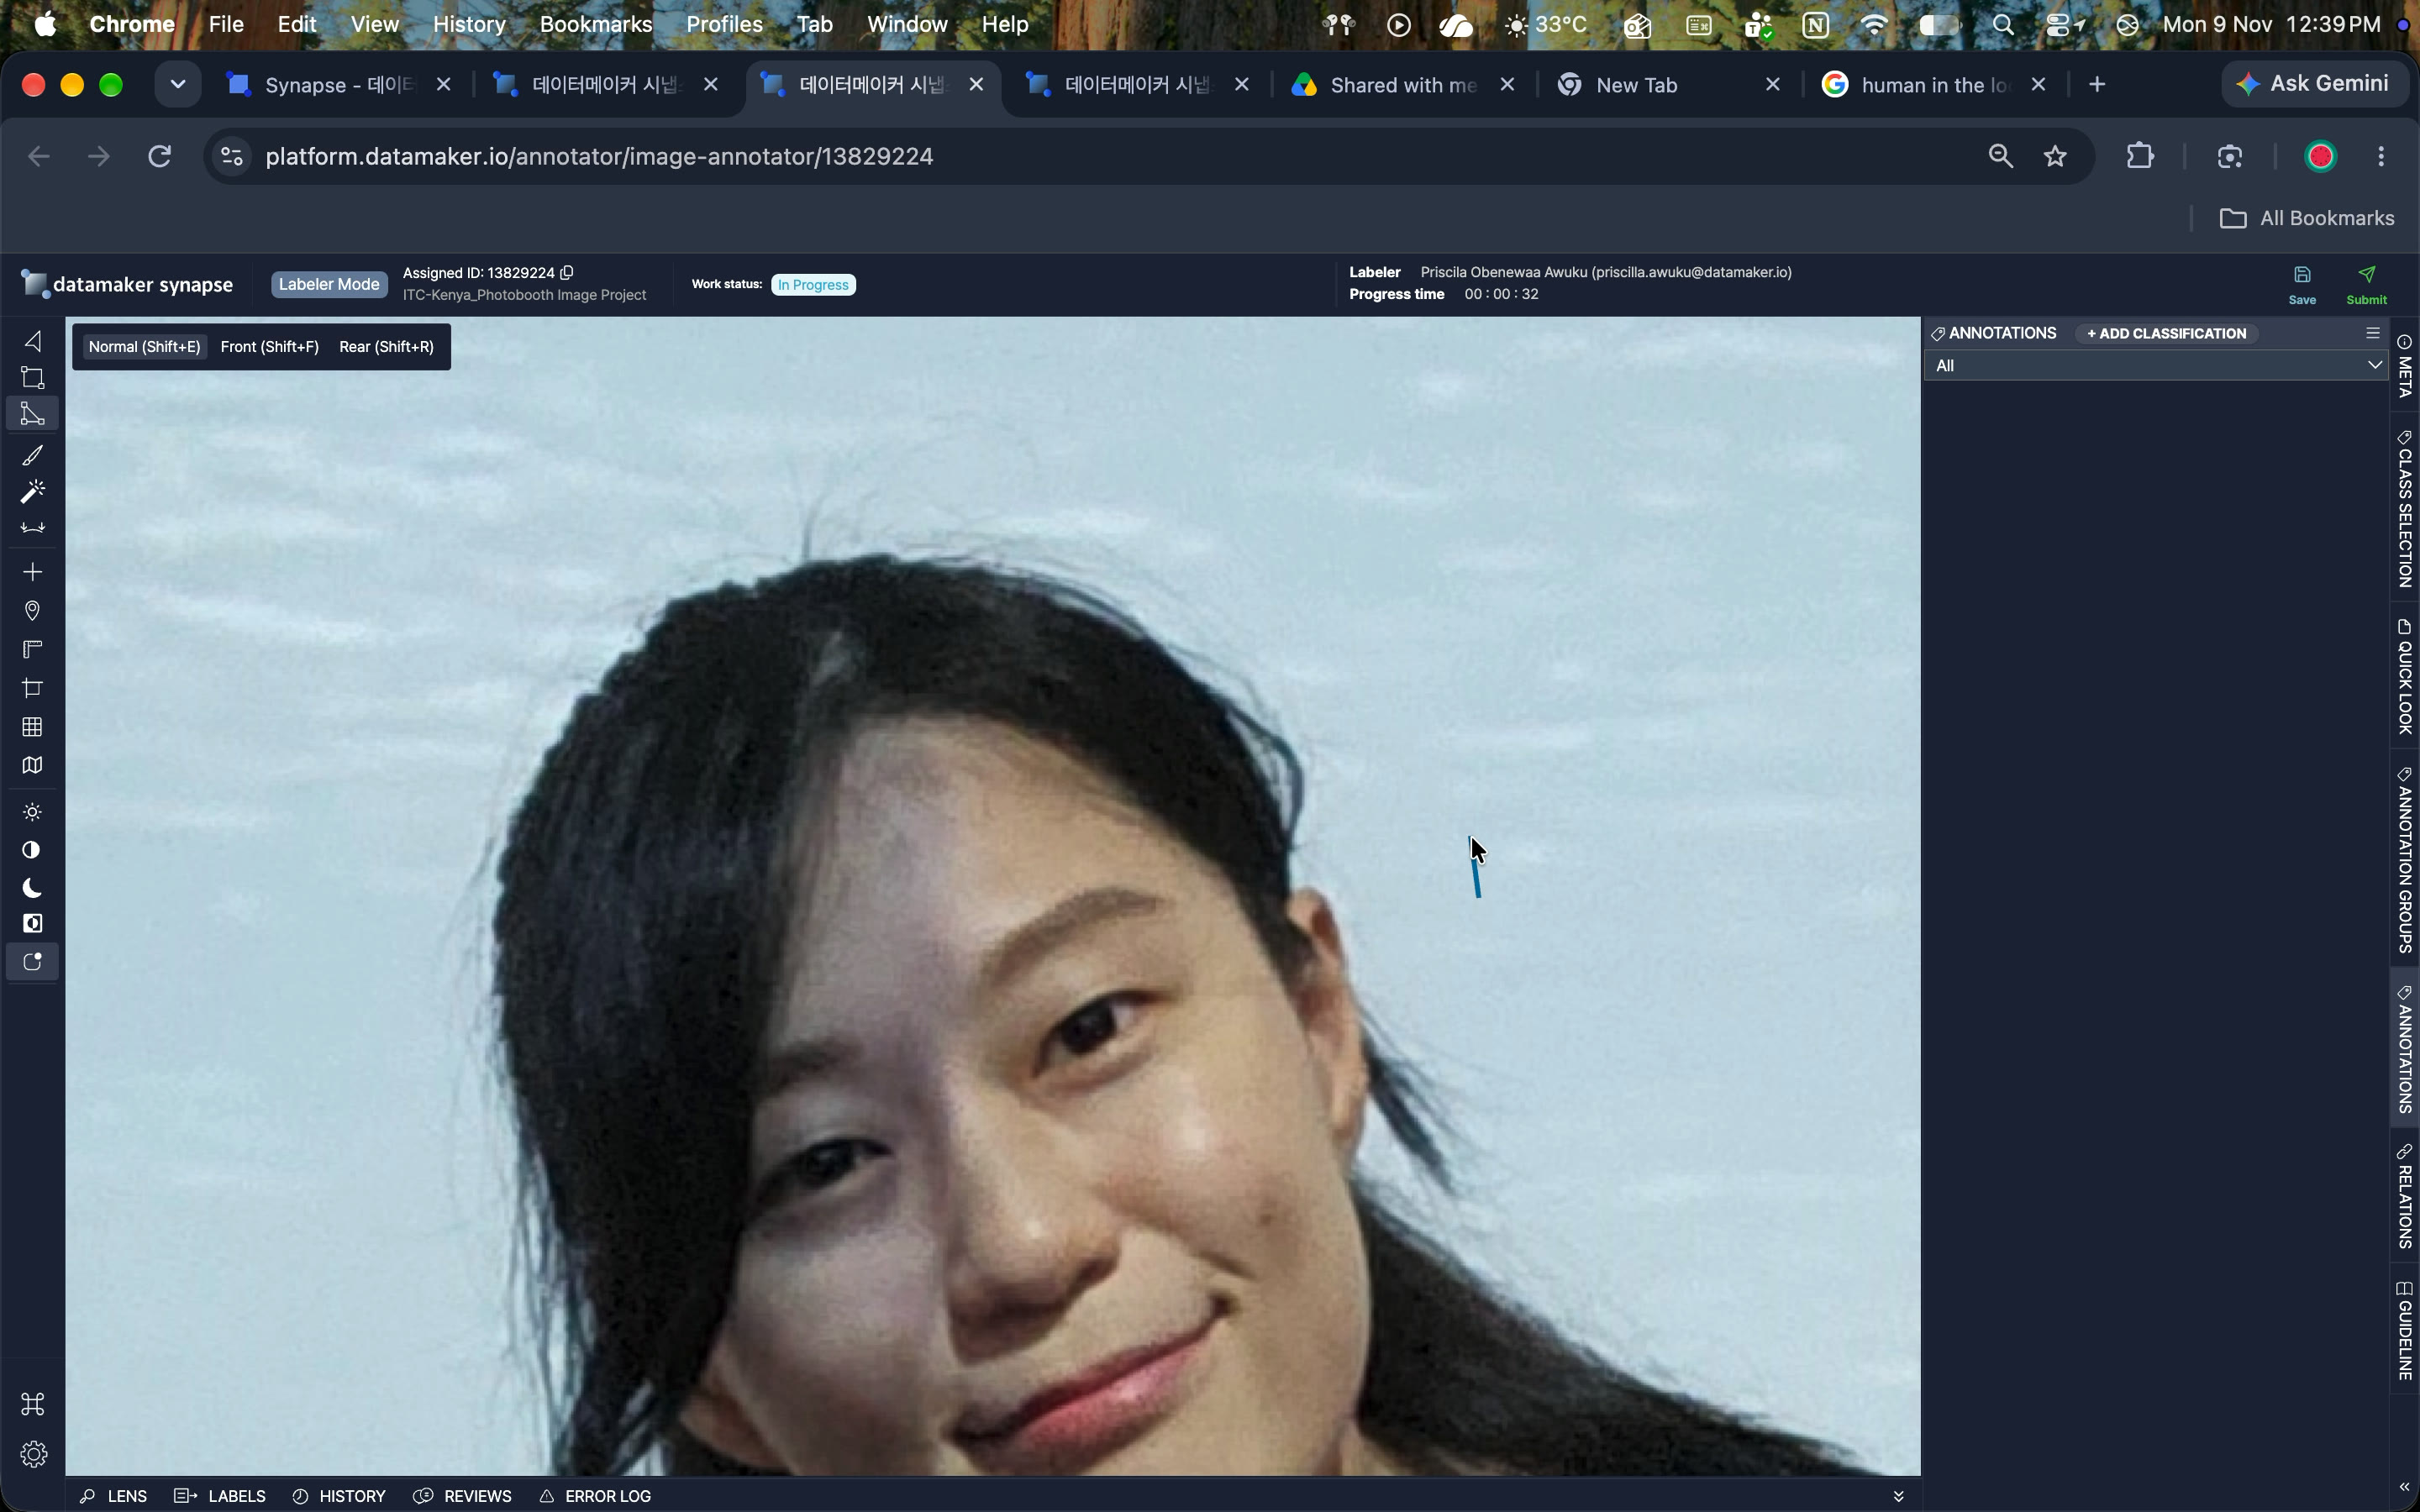 Chrome File Edit View History Bookmarks Profiles Tab Window Help 33°C Mon 9 Nov 12:39 PM
Synapse - 데이터 데이터메이커 시냅 데이터메이커 시냅 데이터메이커 시냅 Shared with me New Tab human in the lo Ask Gemini
platform.datamaker.io/annotator/image-annotator/13829224
All Bookmarks
datamaker synapse Labeler Mode Assigned ID: 13829224 Work status: In Progress Labeler Priscila Obenewaa Awuku (priscilla.awuku@datamaker.io)
ITC-Kenya_Photobooth Image Project Progress time 00 : 00 : 32 Save Submit
Normal (Shift+E) Front (Shift+F) Rear (Shift+R)
ANNOTATIONS + ADD CLASSIFICATION
All
META
CLASS SELECTION
QUICK LOOK
ANNOTATION GROUPS
ANNOTATIONS
RELATIONS
GUIDELINE
LENS LABELS HISTORY REVIEWS ERROR LOG